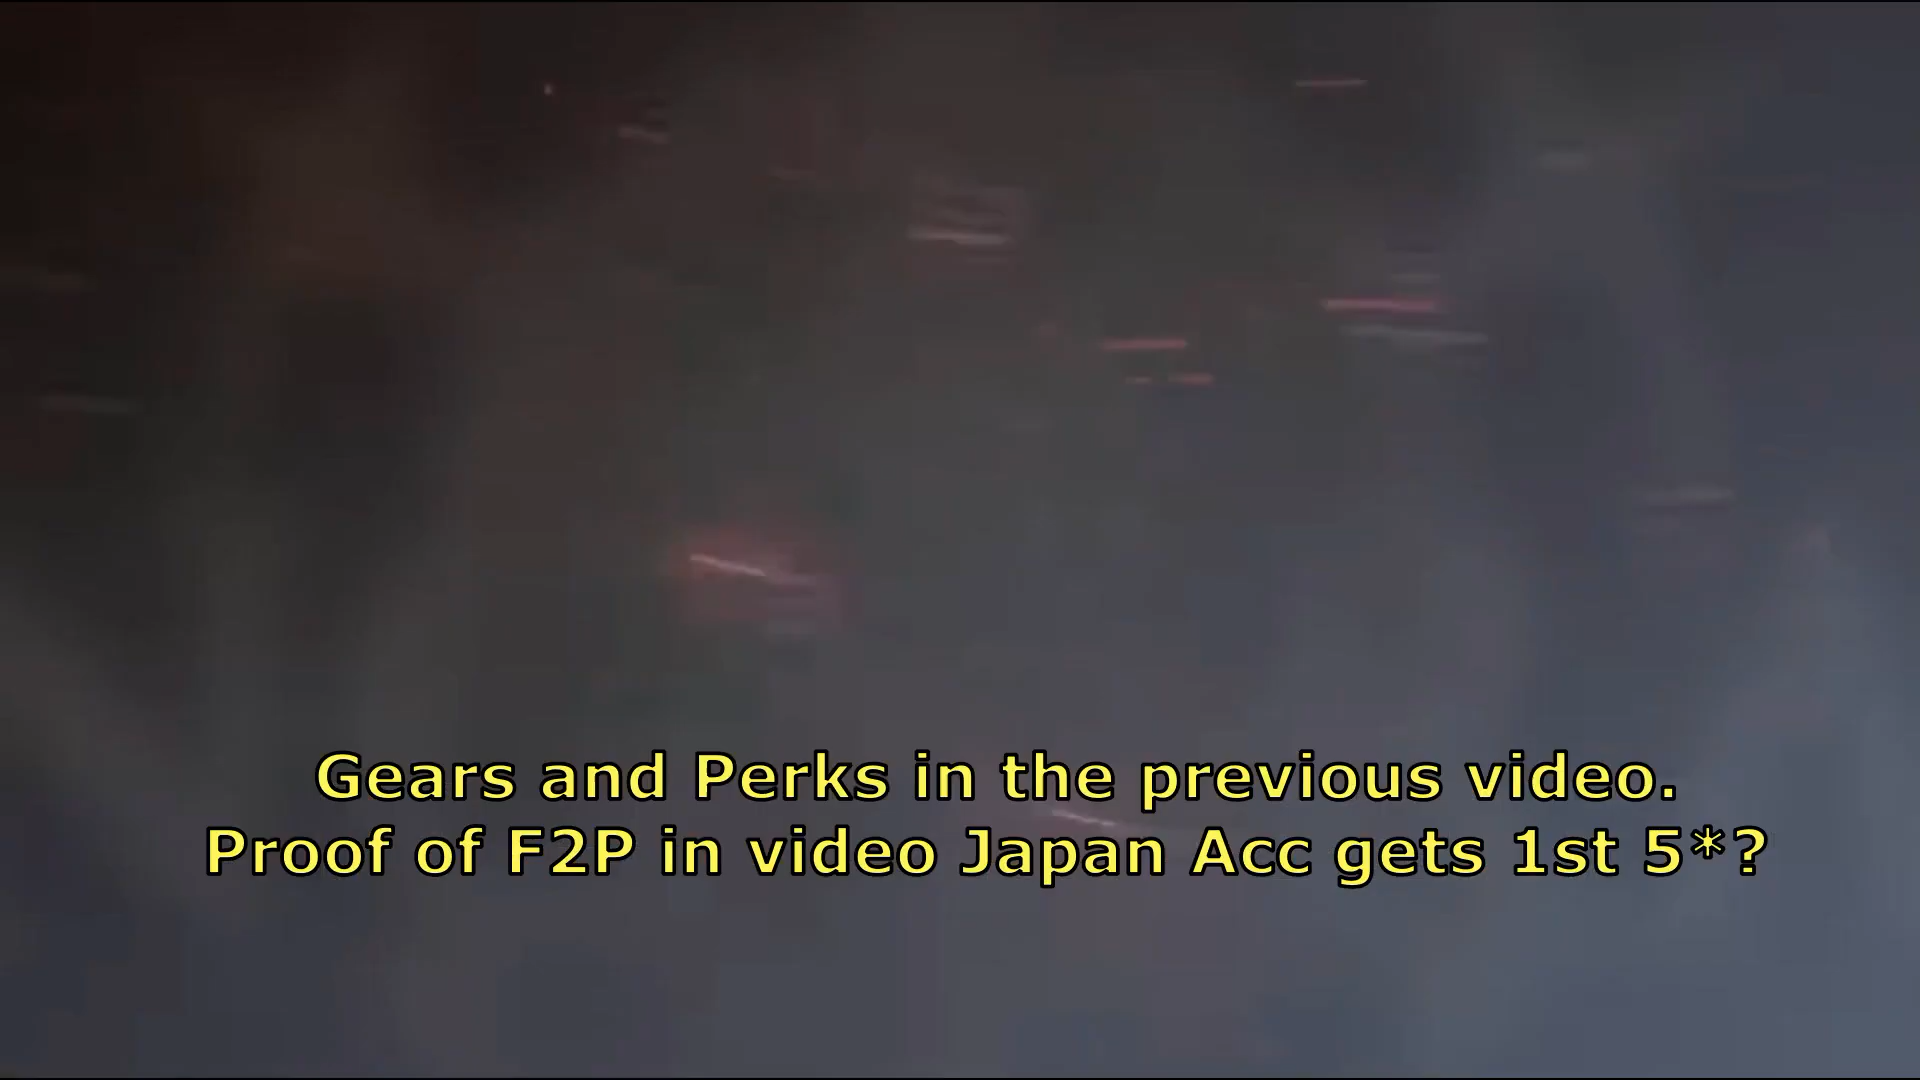 Gears and Perks in the previous video.
Proof of F2P in video Japan Acc gets 1st 5*?